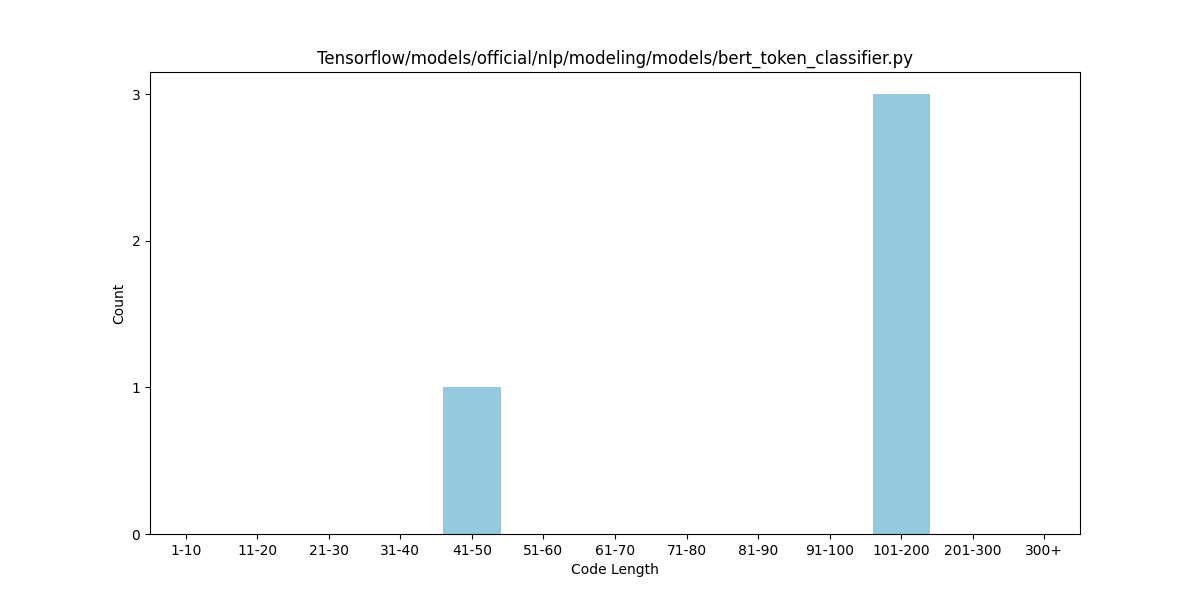 Tensorflow/models/official/nlp/modeling/models/bert_token_classifier.py
3
2
1
0
Count
1-10 11-20 21-30 31-40 41-50 51-60 61-70 71-80 81-90 91-100 101-200 201-300 300+
Code Length